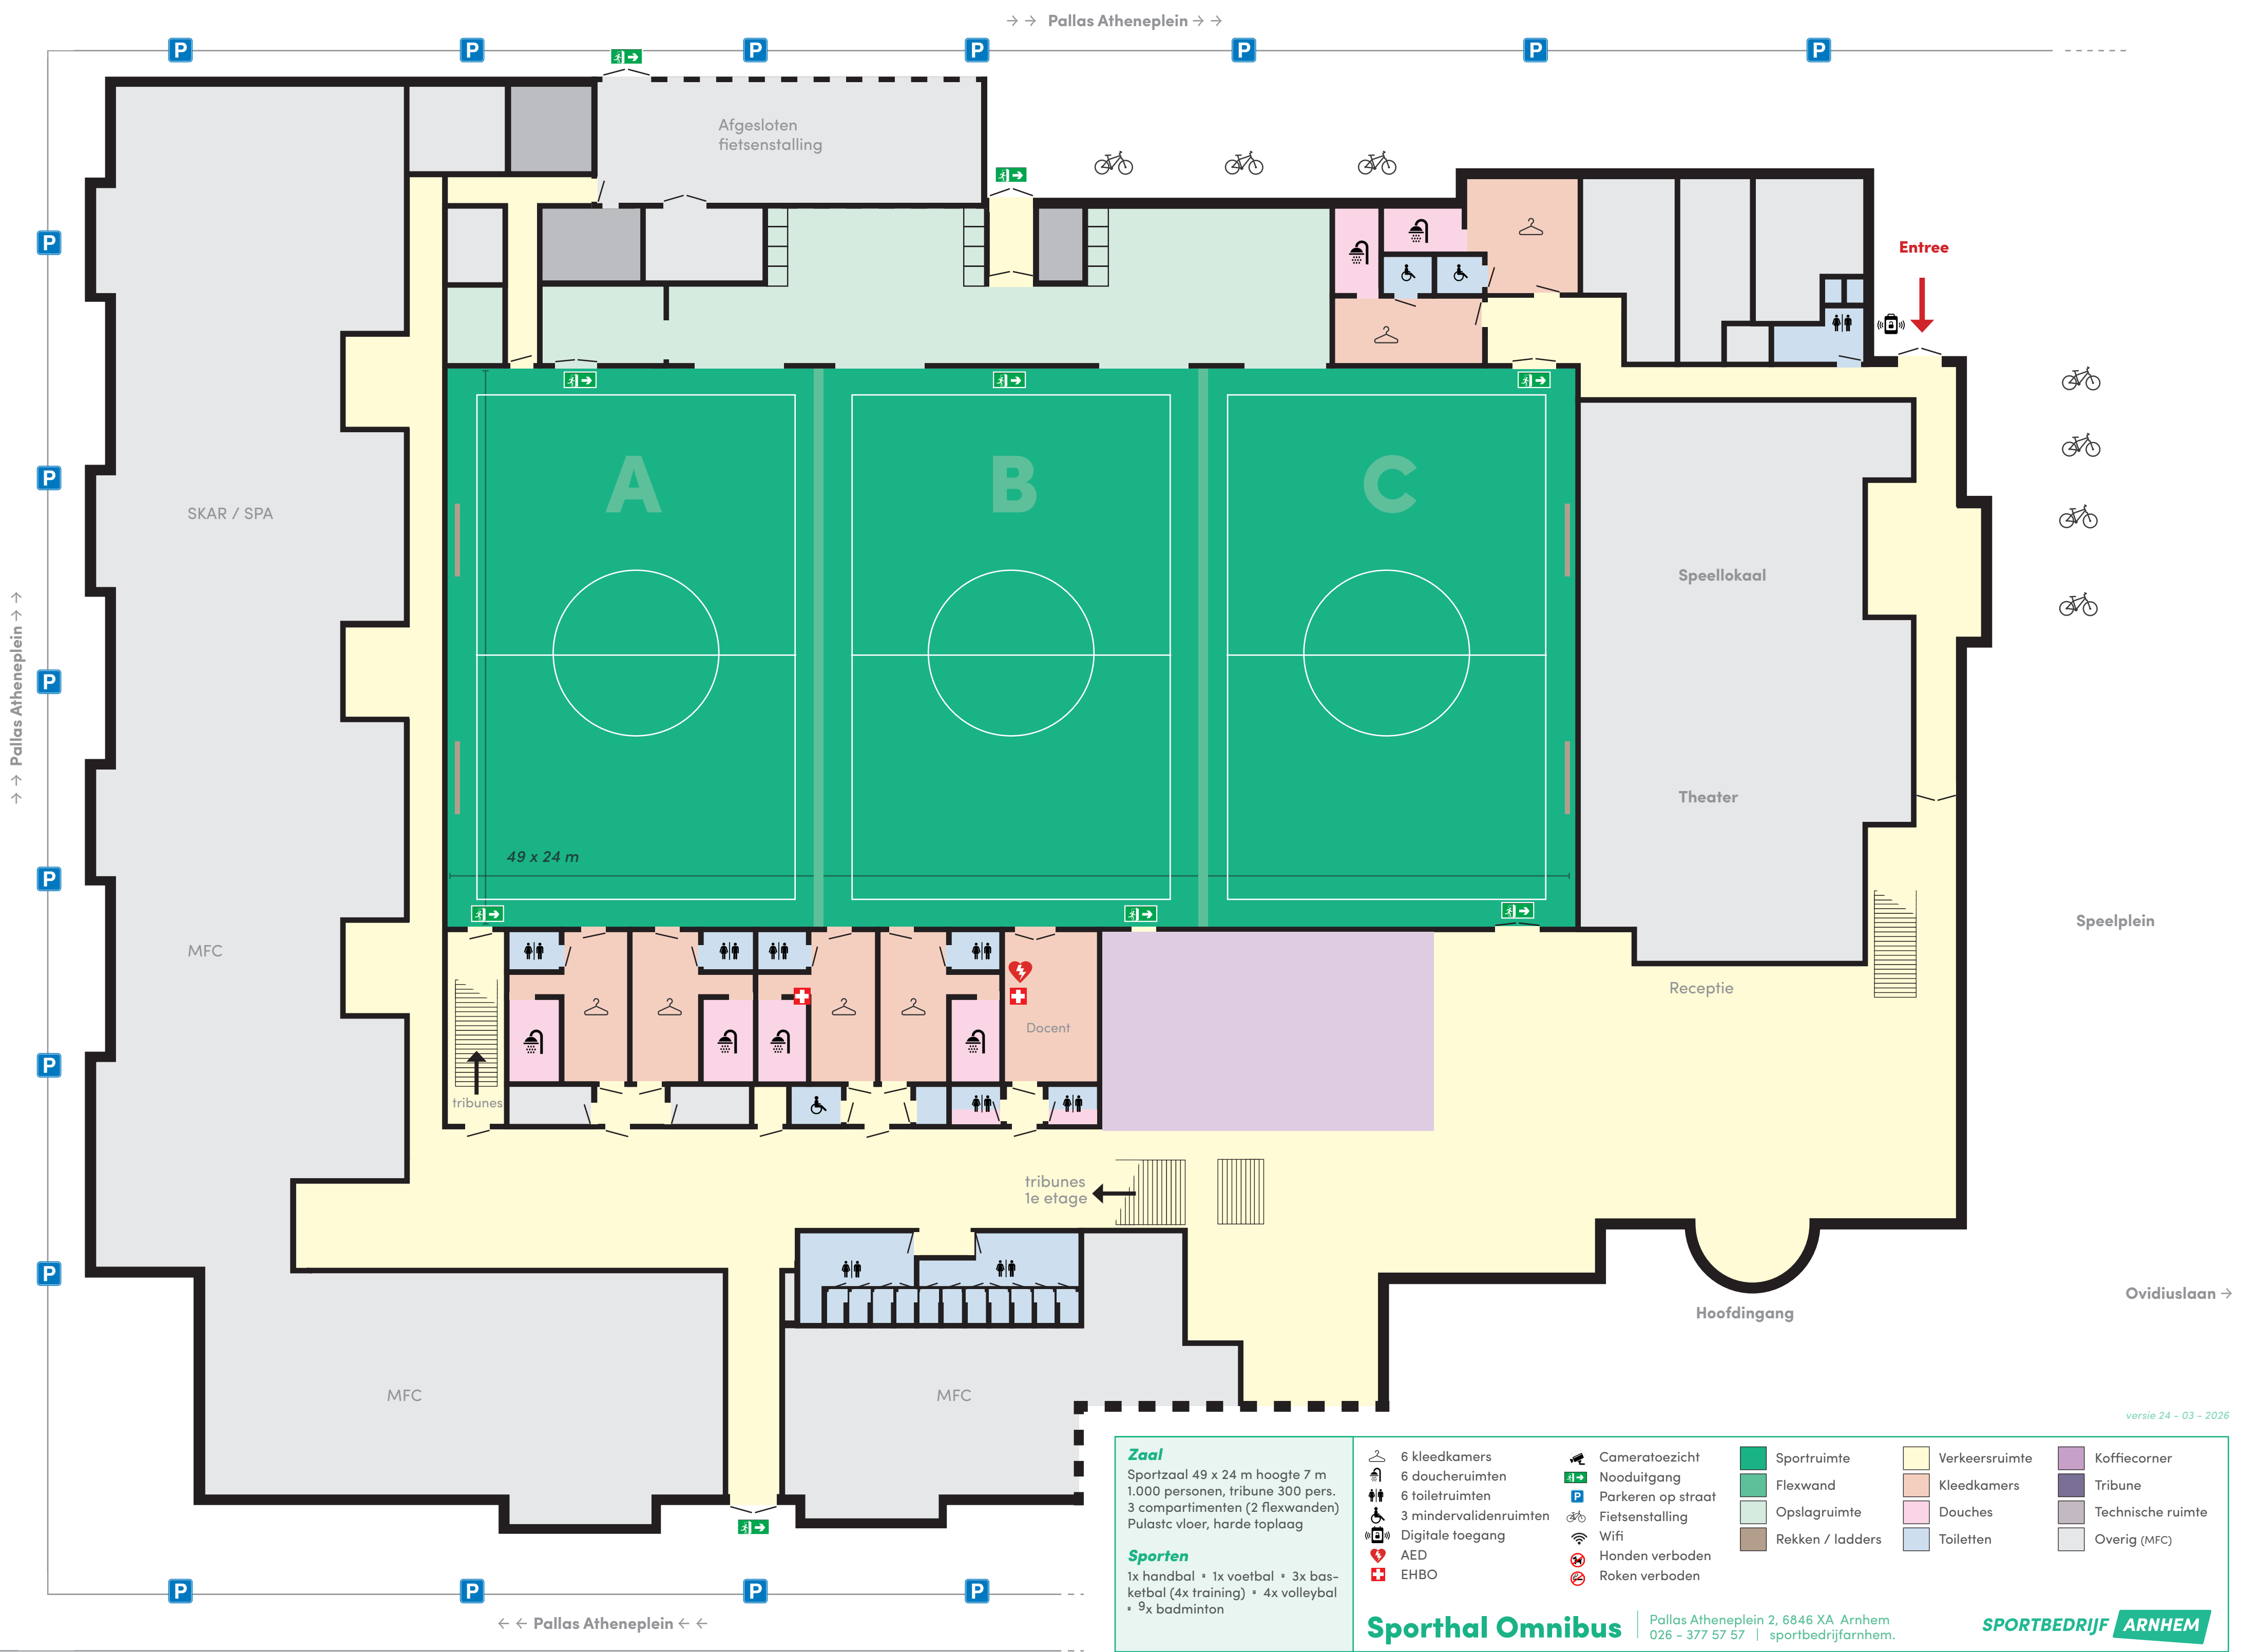 → → Pallas Atheneplein → →
P P P P P P P
Afgesloten
fietsenstalling
Entree
P
P
P
P
P
P
→ → Pallas Atheneplein → →
A B C
SKAR / SPA
Speellokaal
Theater
49 x 24 m
MFC
Speelplein
Receptie
Docent
tribunes
tribunes
1e etage
Ovidiuslaan →
Hoofdingang
MFC
MFC
versie 24 - 03 - 2026
P P P P
← ← Pallas Atheneplein ← ←
Zaal
Sportzaal 49 x 24 m hoogte 7 m
1.000 personen, tribune 300 pers.
3 compartimenten (2 flexwanden)
Pulastc vloer, harde toplaag
Sporten
1x handbal • 1x voetbal • 3x bas-
ketbal (4x training) • 4x volleybal
• 9x badminton
6 kleedkamers
6 doucheruimten
6 toiletruimten
3 mindervalidenruimten
Digitale toegang
AED
EHBO
Cameratoezicht
Nooduitgang
P Parkeren op straat
Fietsenstalling
Wifi
Honden verboden
Roken verboden
Sportruimte
Flexwand
Opslagruimte
Rekken / ladders
Verkeersruimte
Kleedkamers
Douches
Toiletten
Koffiecorner
Tribune
Technische ruimte
Overig (MFC)
Sporthal Omnibus
Pallas Atheneplein 2, 6846 XA Arnhem
026 - 377 57 57 | sportbedrijfarnhem.
SPORTBEDRIJF ARNHEM